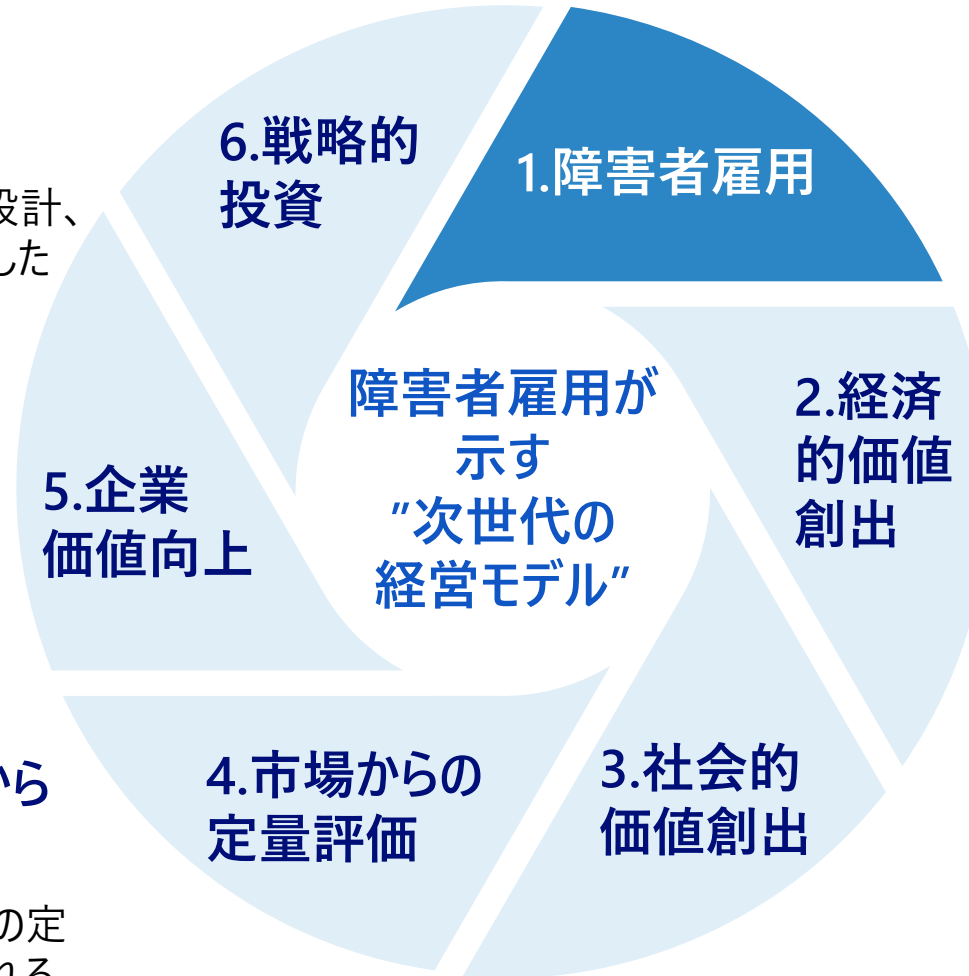 6.戦略的
投資
1.障害者雇用
設計、
した
障害者雇用が
示す
”次世代の
経営モデル”
2.経済
的価値
創出
5.企業
価値向上
から
4.市場からの
定量評価
3.社会的
価値創出
の定
れる